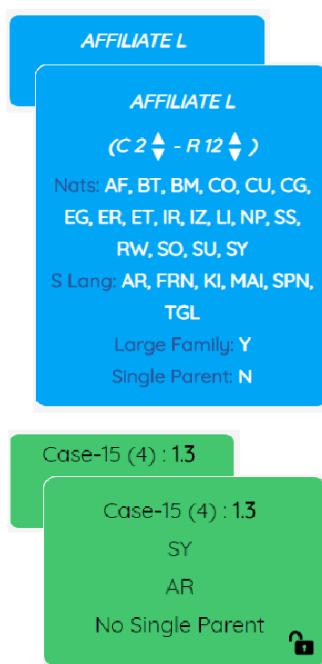 AFFILIATE L
AFFILIATE L
(C 2 - R 12 )
Nats: AF, BT, BM, CO, CU, CG,
EG, ER, ET, IR, IZ, LI, NP, SS,
RW, SO, SU, SY
S Lang: AR, FRN, KI, MAI, SPN,
TGL
Large Family: Y
Single Parent: N
Case-15 (4) : 1.3
Case-15 (4) : 1.3
SY
AR
No Single Parent